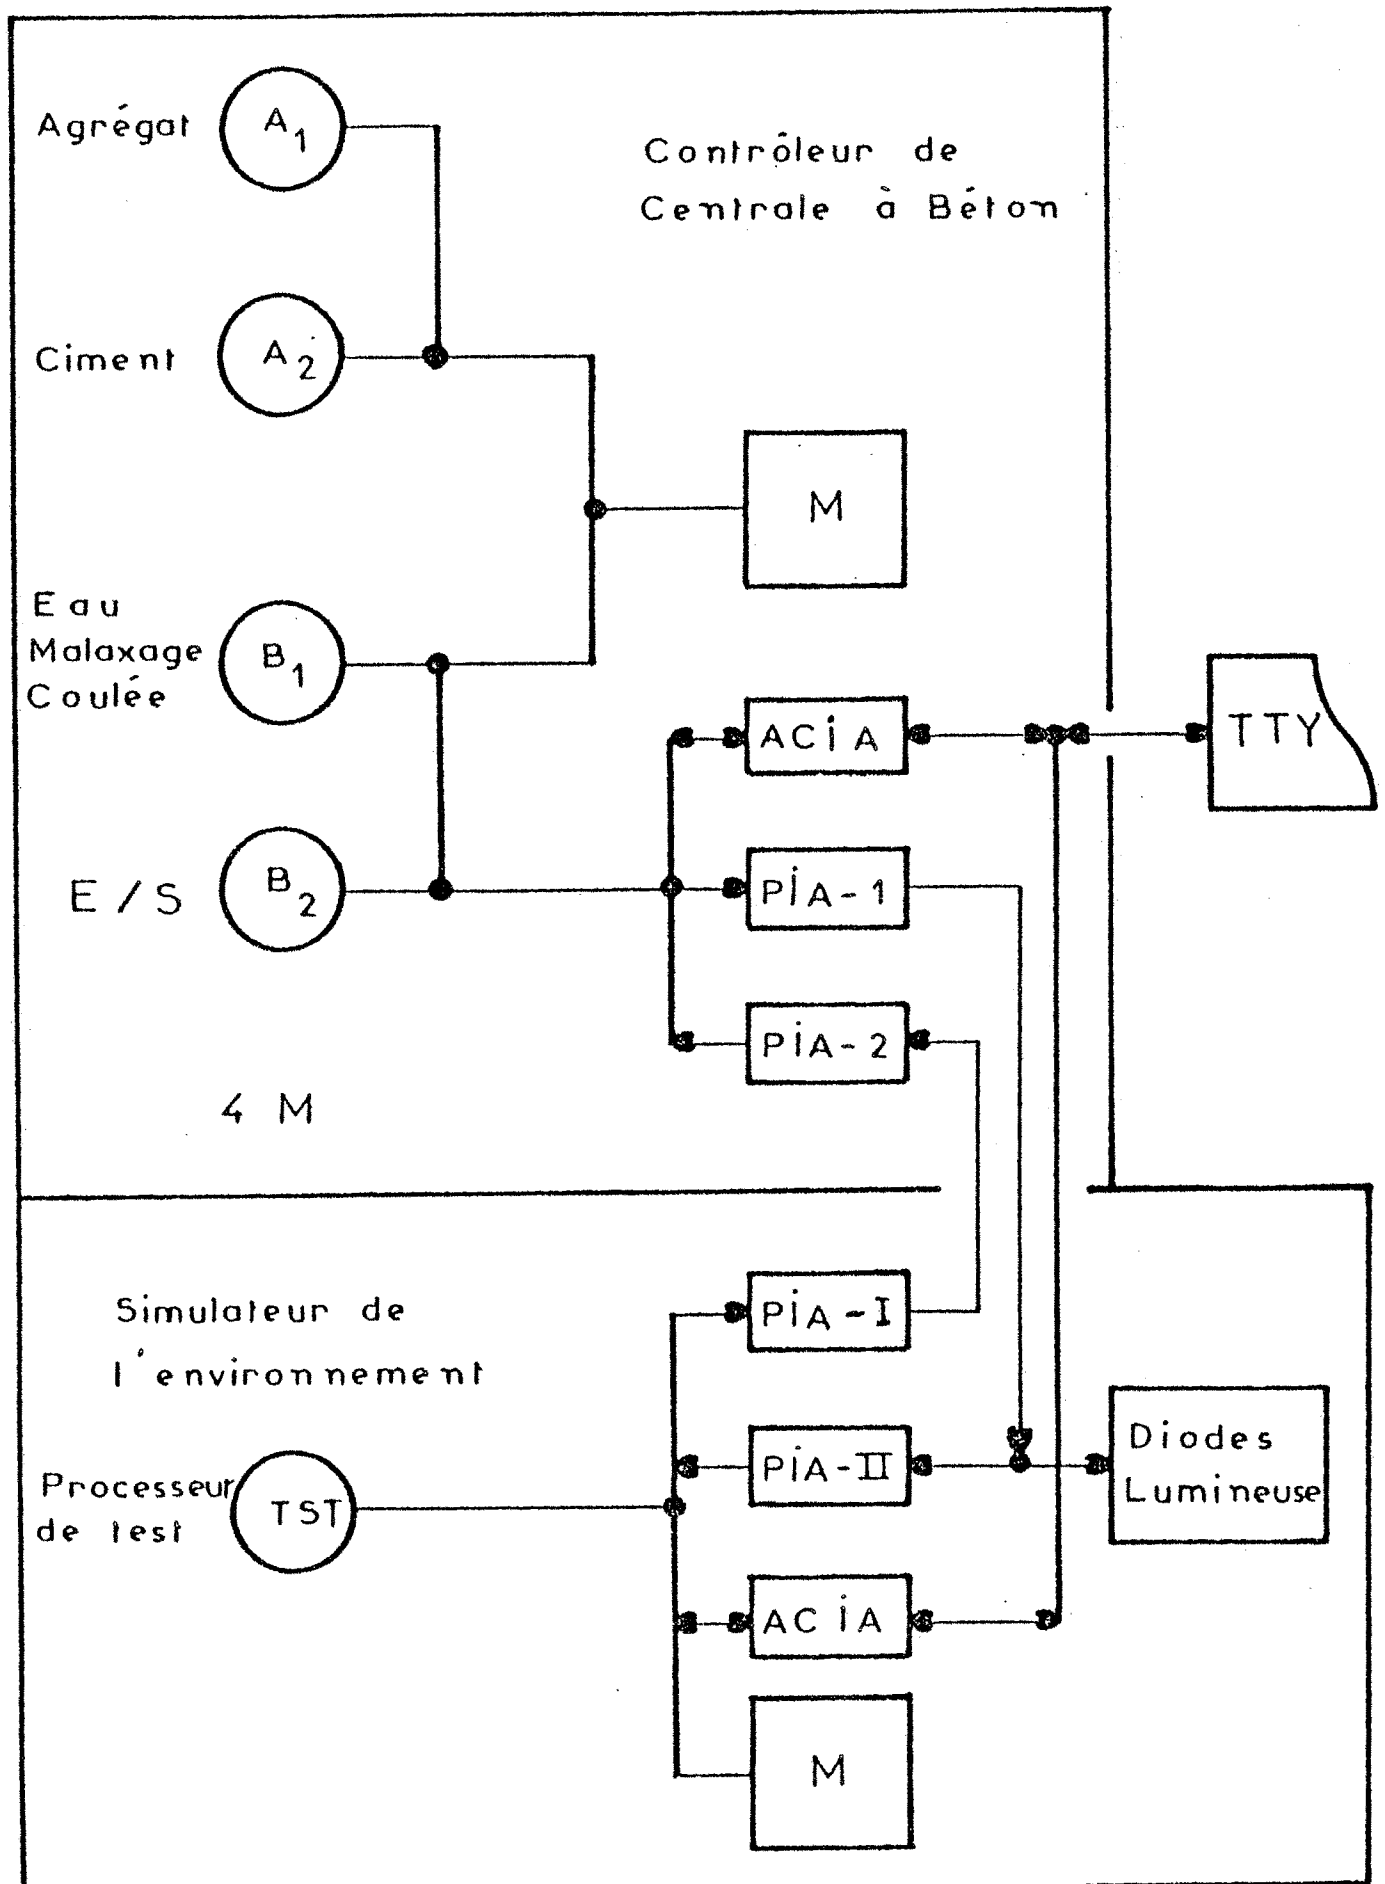 Agrégat
A1
Contrôleur de
Centrale à Béton
Ciment
A2
M
Eau
Malaxage
Coulée
B1
ACiA
TTY
E/S
B2
PiA-1
PiA-2
4 M
Simulateur de
l'environnement
PiA-I
Processeur
de test
TST
PiA-II
Diodes
Lumineuse
ACiA
M